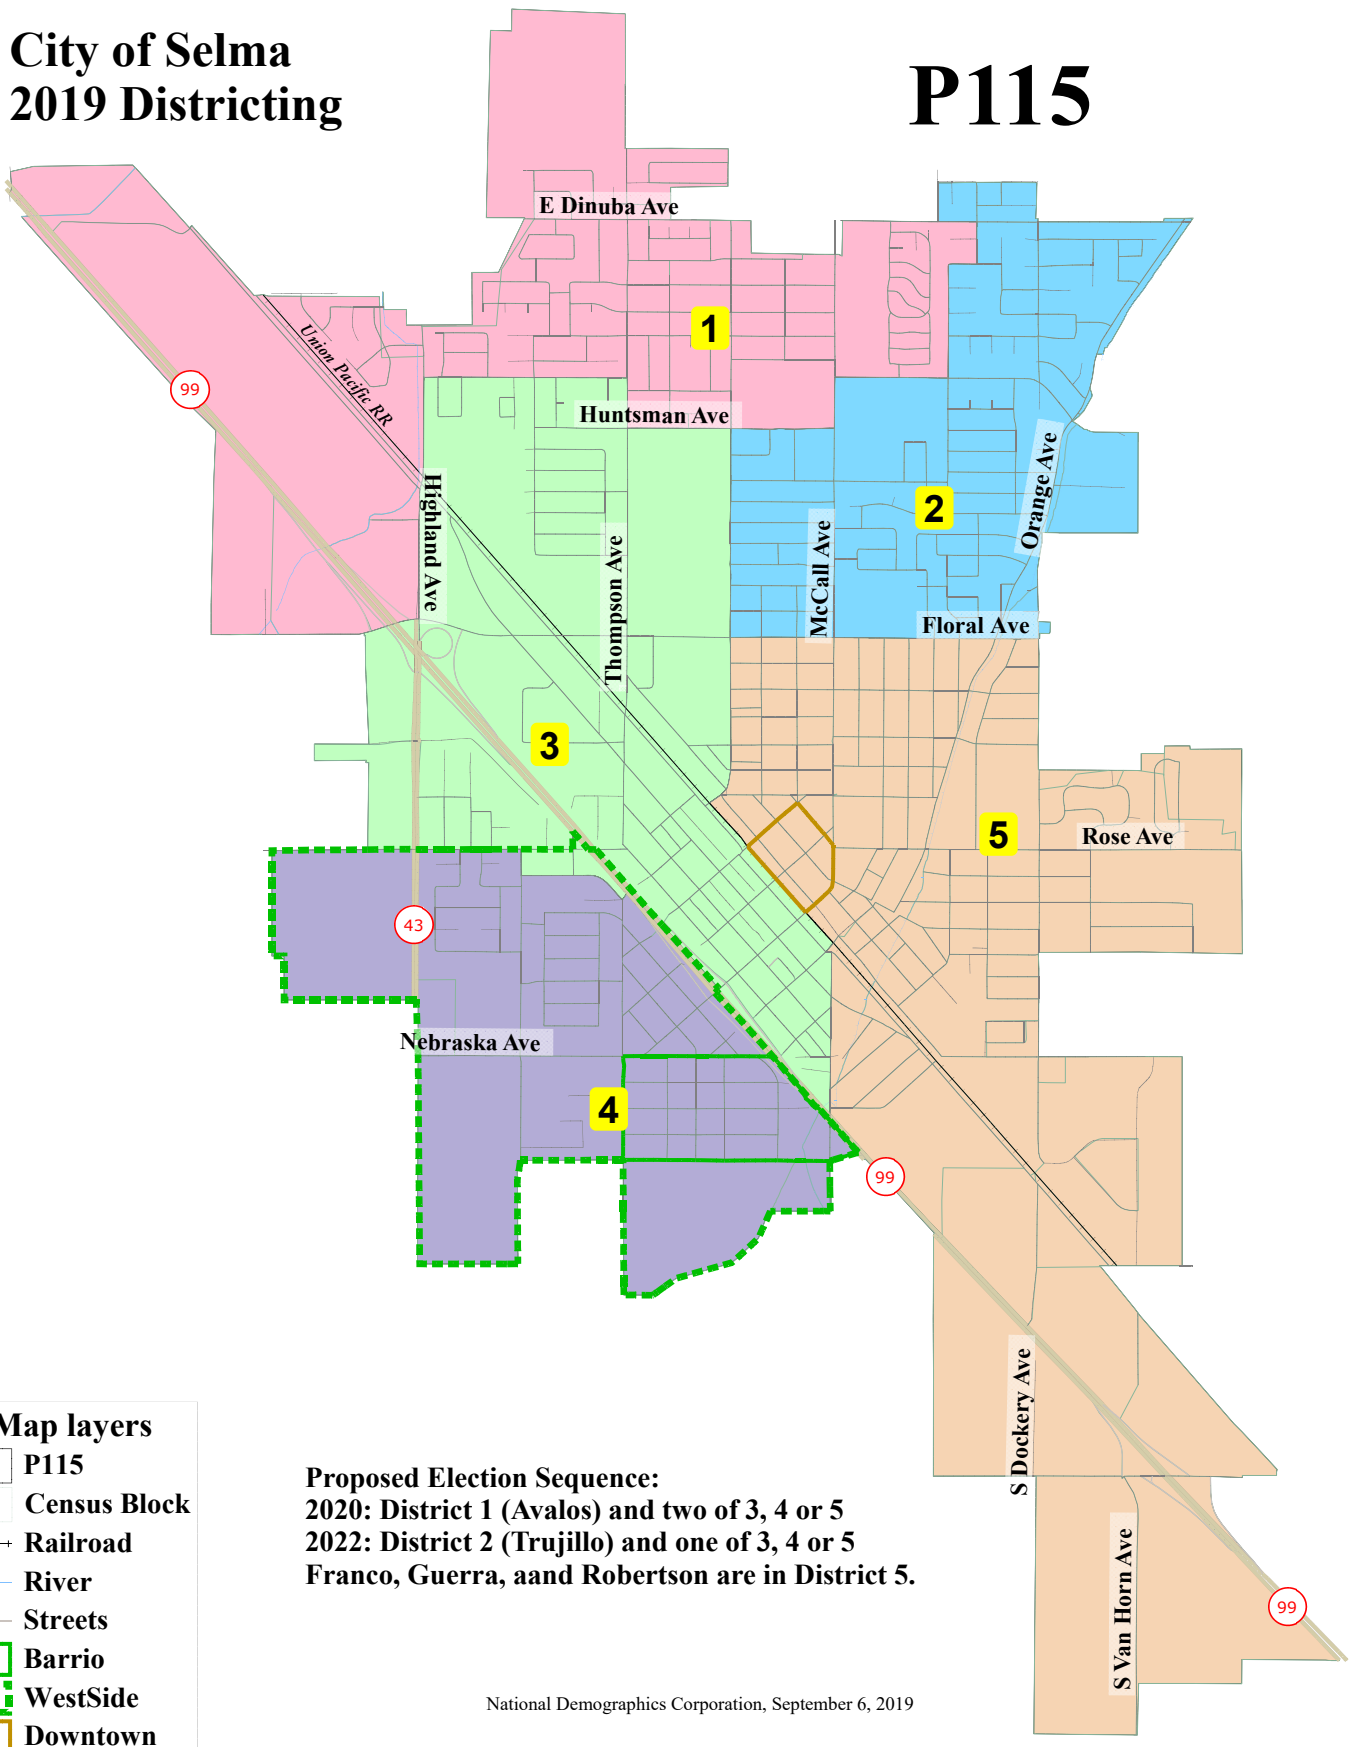 City of Selma
2019 Districting
P115
E Dinuba Ave
1
Union Pacific RR
99
Huntsman Ave
Highland Ave
Thompson Ave
McCall Ave
2
Orange Ave
Floral Ave
3
5
Rose Ave
43
Nebraska Ave
4
99
S Dockery Ave
S Van Horn Ave
99
Map layers
P115
Census Block
Railroad
River
Streets
Barrio
WestSide
Downtown
Proposed Election Sequence:
2020: District 1 (Avalos) and two of 3, 4 or 5
2022: District 2 (Trujillo) and one of 3, 4 or 5
Franco, Guerra, aand Robertson are in District 5.
National Demographics Corporation, September 6, 2019